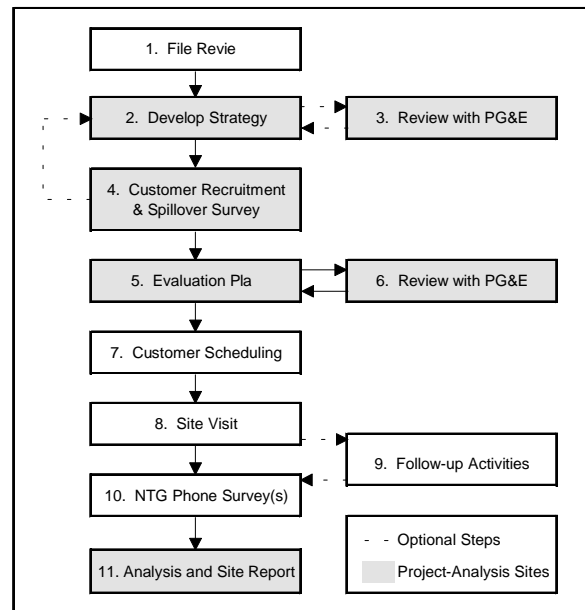 1. File Revie
2. Develop Strategy
3. Review with PG&E
4. Customer Recruitment
& Spillover Survey
5. Evaluation Pla
6. Review with PG&E
7. Customer Scheduling
8. Site Visit
9. Follow-up Activities
10. NTG Phone Survey(s)
11. Analysis and Site Report
Optional Steps
Project-Analysis Sites